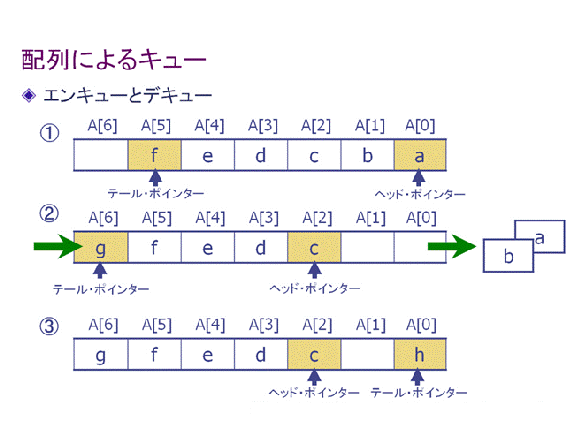 配列によるキュー
エンキューとデキュー
① A[6] A[5] A[4] A[3] A[2] A[1] A[0]
f e d c b a
テール・ポインター ヘッド・ポインター
② A[6] A[5] A[4] A[3] A[2] A[1] A[0]
g f e d c b a
テール・ポインター ヘッド・ポインター
③ A[6] A[5] A[4] A[3] A[2] A[1] A[0]
g f e d c h
ヘッド・ポインター テール・ポインター